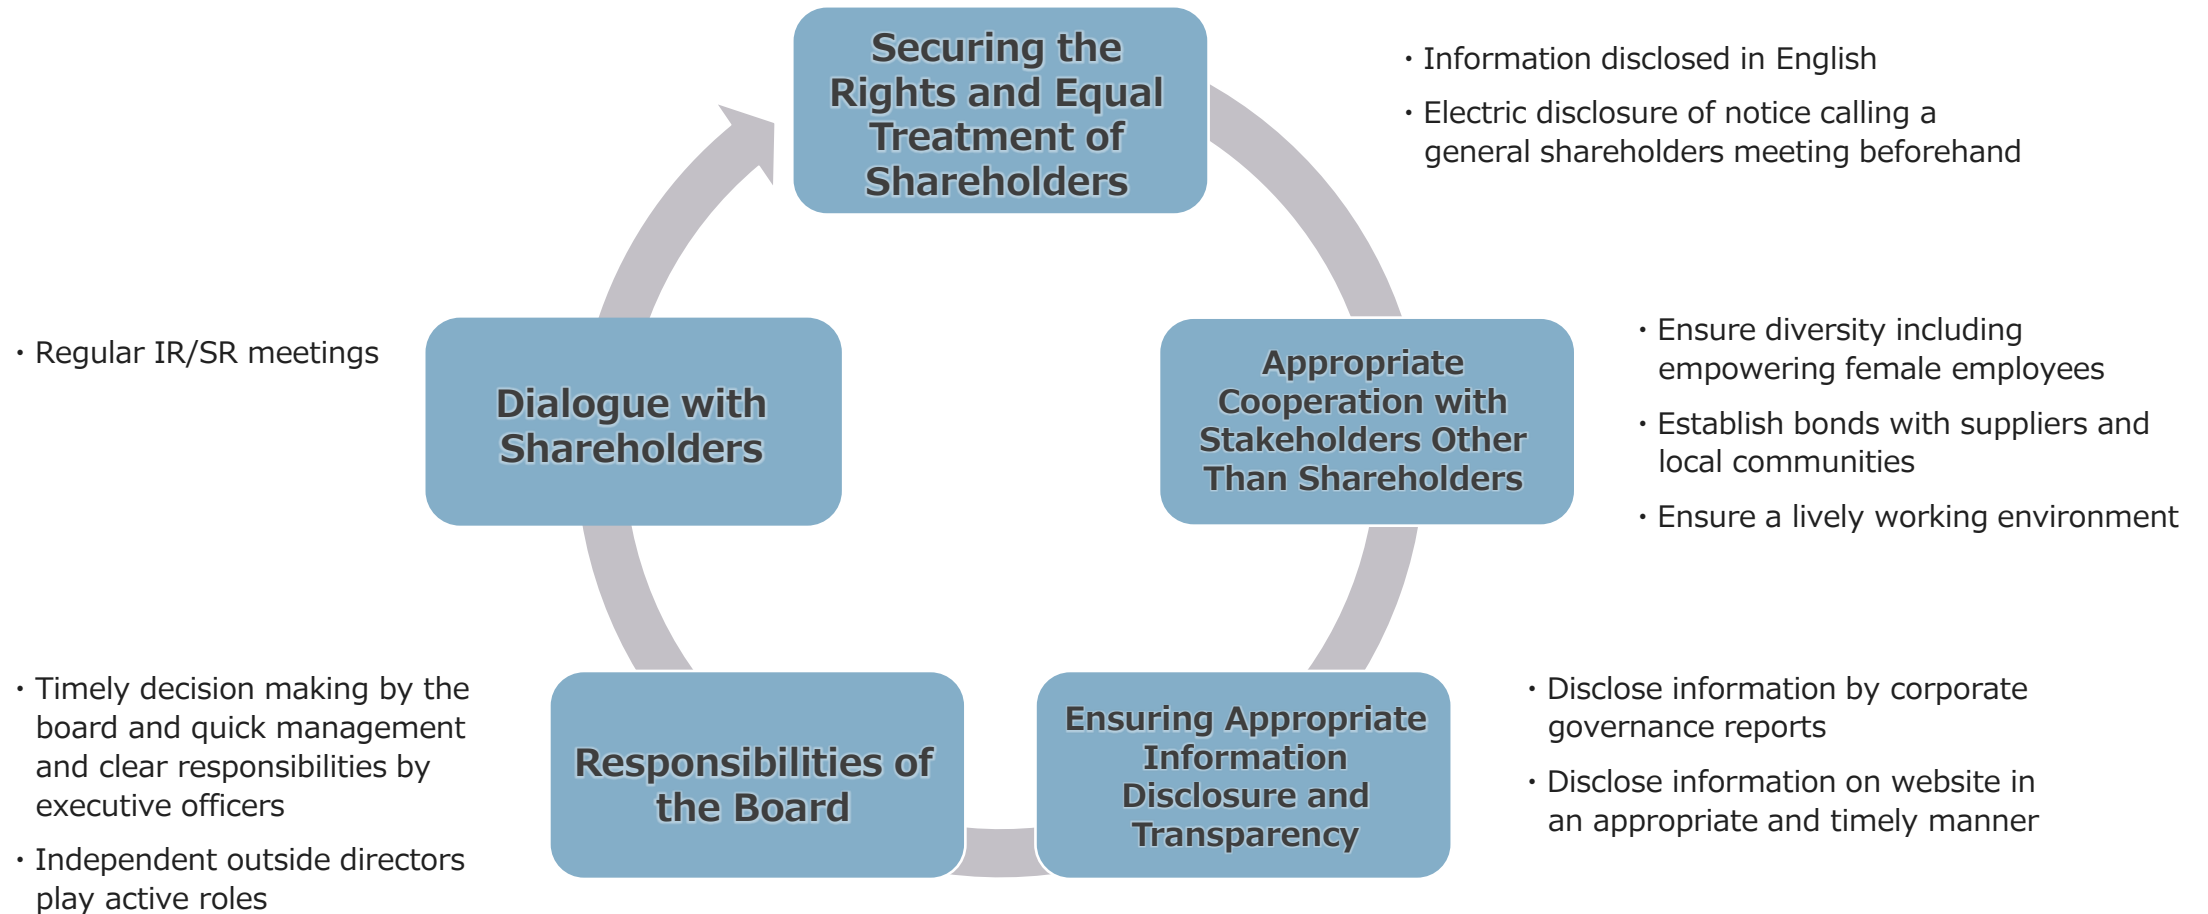 Securing the
Rights and Equal
Treatment of
Shareholders
・Information disclosed in English
・Electric disclosure of notice calling a
general shareholders meeting beforehand
Appropriate
Cooperation with
Stakeholders Other
Than Shareholders
・Ensure diversity including
empowering female employees
・Establish bonds with suppliers and
local communities
・Ensure a lively working environment
Ensuring Appropriate
Information
Disclosure and
Transparency
・Disclose information by corporate
governance reports
・Disclose information on website in
an appropriate and timely manner
Responsibilities of
the Board
・Timely decision making by the
board and quick management
and clear responsibilities by
executive officers
・Independent outside directors
play active roles
Dialogue with
Shareholders
・Regular IR/SR meetings